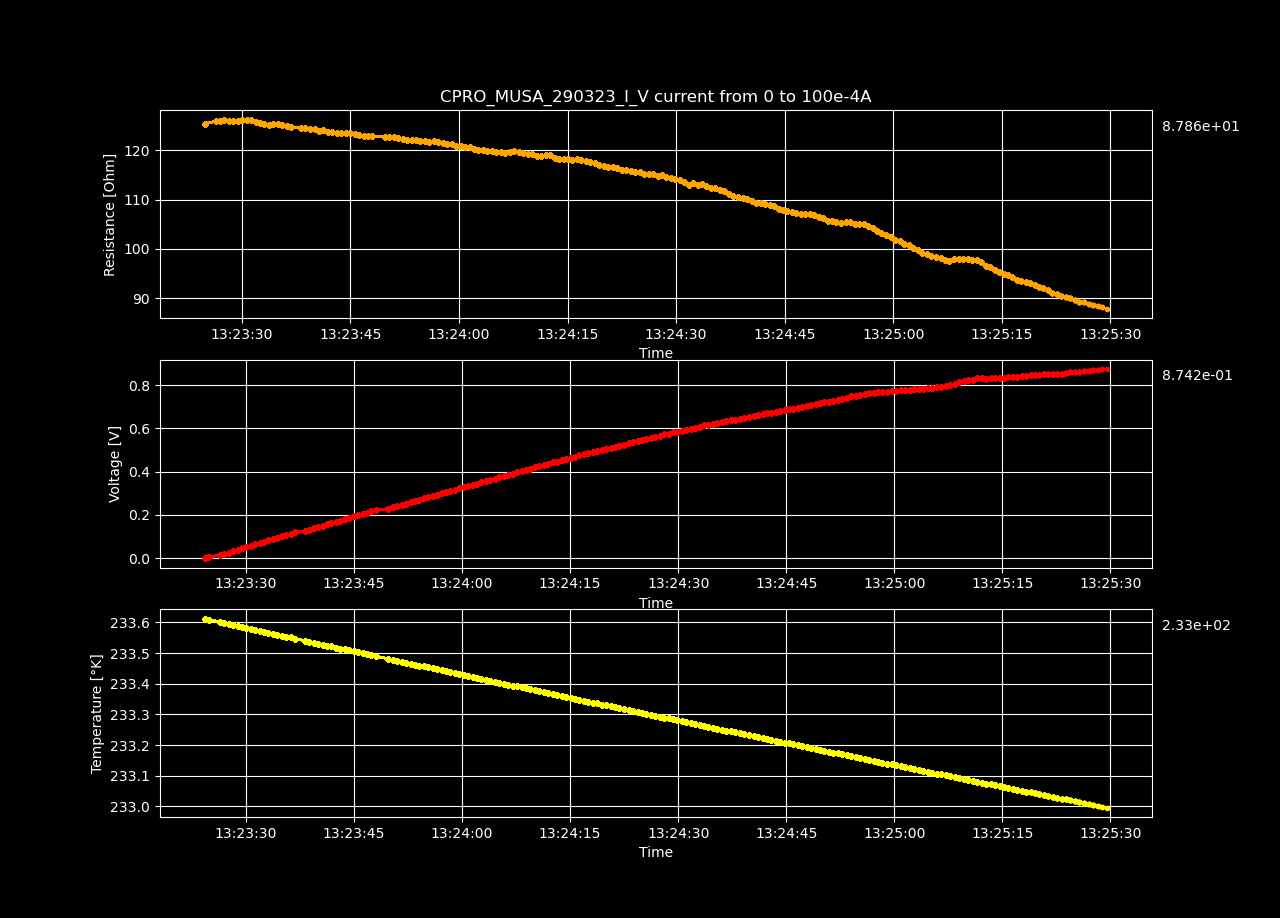 CPRO_MUSA_290323_I_V current from 0 to 100e-4A
8.786e+01
Resistance [Ohm]
120
110
100
90
13:23:30 13:23:45 13:24:00 13:24:15 13:24:30 13:24:45 13:25:00 13:25:15 13:25:30
Time
8.742e-01
Voltage [V]
0.8
0.6
0.4
0.2
0.0
13:23:30 13:23:45 13:24:00 13:24:15 13:24:30 13:24:45 13:25:00 13:25:15 13:25:30
Time
2.33e+02
Temperature [°K]
233.6
233.5
233.4
233.3
233.2
233.1
233.0
13:23:30 13:23:45 13:24:00 13:24:15 13:24:30 13:24:45 13:25:00 13:25:15 13:25:30
Time